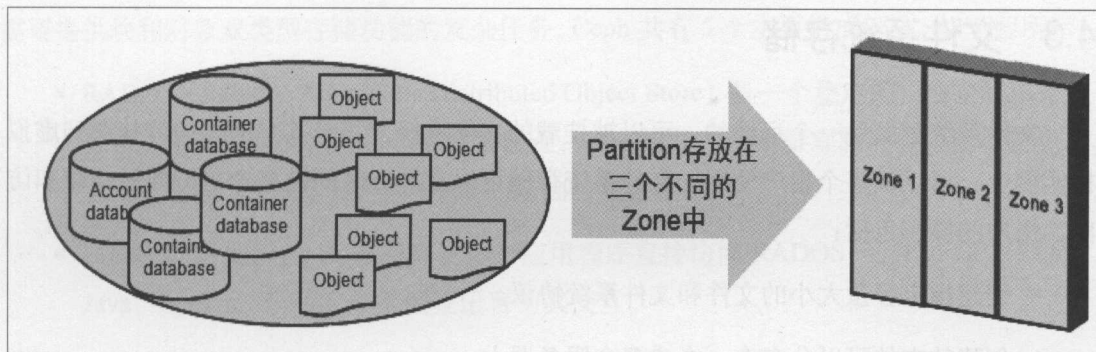 Container
database
Account
datab
Container
database
Containe
database
Object
Object
Object
Object
Object
Object
Object
Partition存放在
三个不同的
Zone中
Zone 1
Zone 2
Zone 3